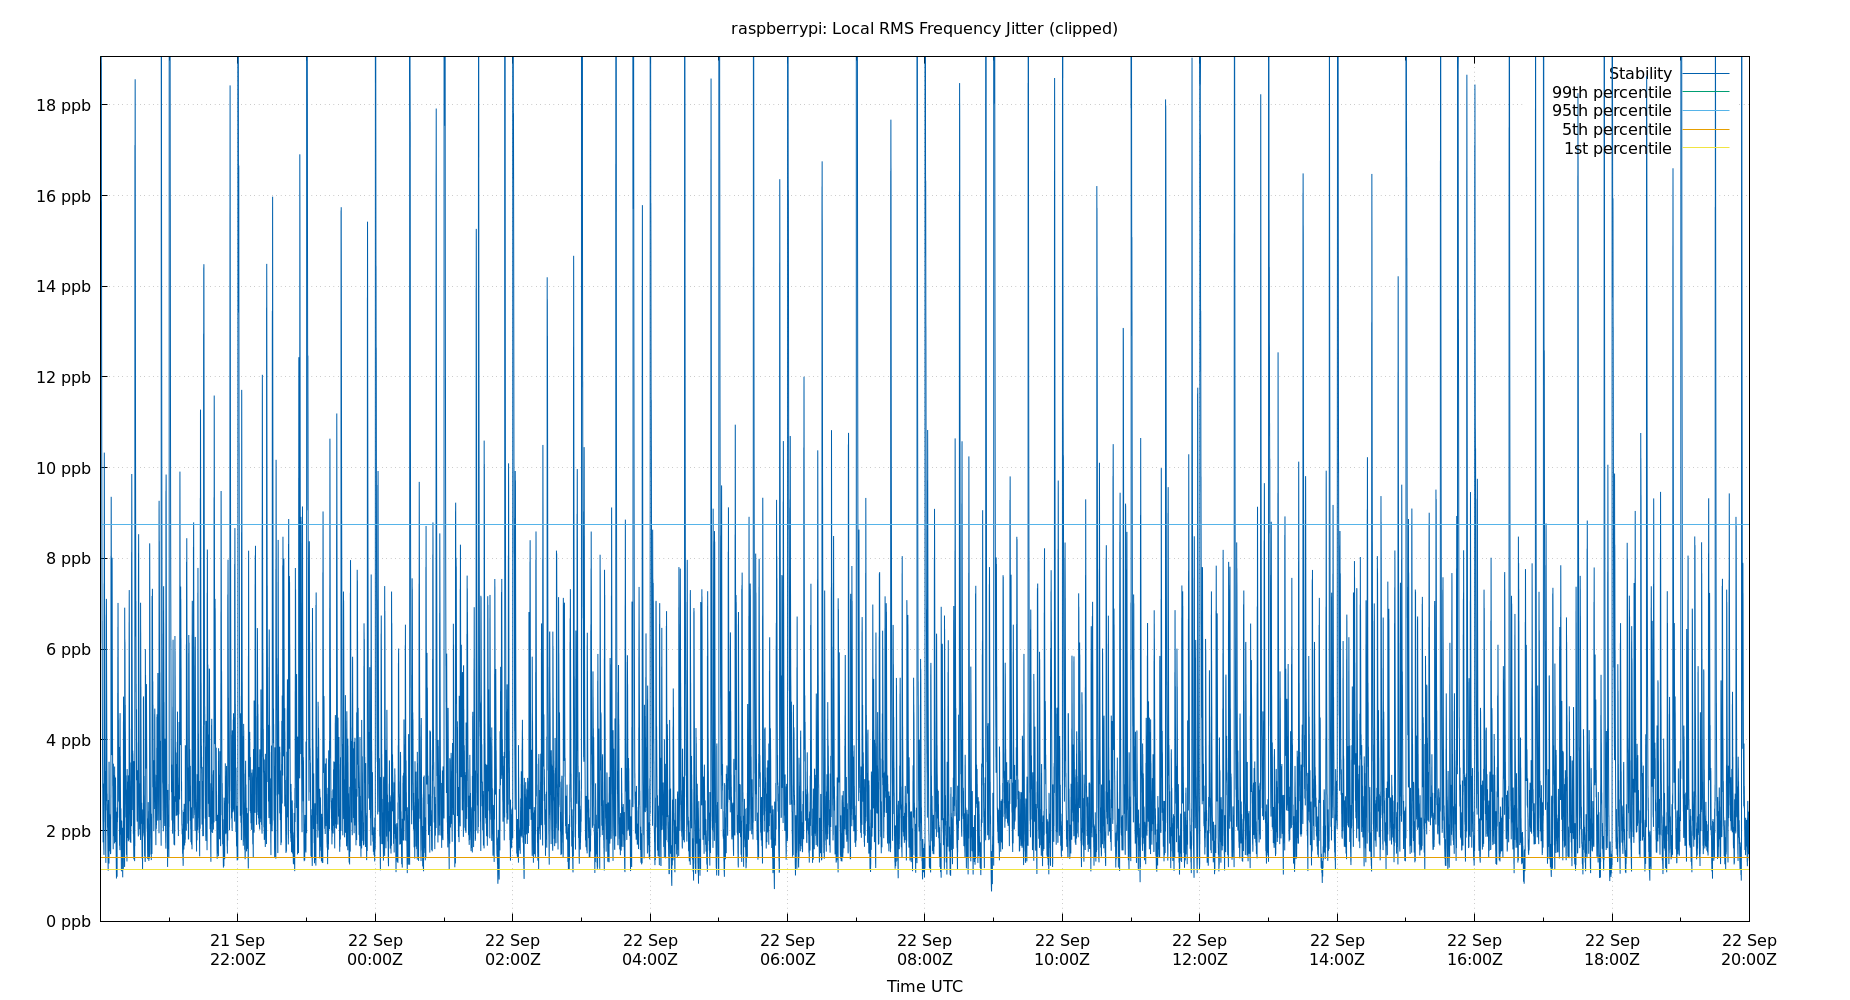 raspberrypi: Local RMS Frequency Jitter (clipped)
Stability
99th percentile
95th percentile
5th percentile
1st percentile
18 ppb
16 ppb
14 ppb
12 ppb
10 ppb
8 ppb
6 ppb
4 ppb
2 ppb
0 ppb
21 Sep 22 Sep 22 Sep 22 Sep 22 Sep 22 Sep 22 Sep 22 Sep 22 Sep 22 Sep 22 Sep 22 Sep
22:00Z 00:00Z 02:00Z 04:00Z 06:00Z 08:00Z 10:00Z 12:00Z 14:00Z 16:00Z 18:00Z 20:00Z
Time UTC